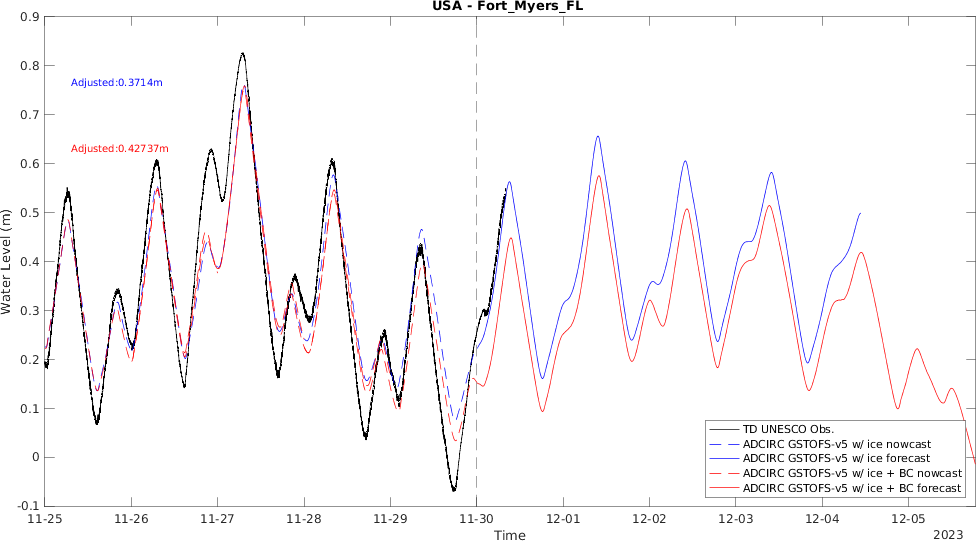 USA - Fort_Myers_FL
0.9
0.8
0.7
0.6
0.5
0.4
0.3
0.2
0.1
0
-0.1
Water Level (m)
Adjusted:0.3714m
Adjusted:0.42737m
TD UNESCO Obs.
ADCIRC GSTOFS-v5 w/ ice nowcast
ADCIRC GSTOFS-v5 w/ ice forecast
ADCIRC GSTOFS-v5 w/ ice + BC nowcast
ADCIRC GSTOFS-v5 w/ ice + BC forecast
11-25 11-26 11-27 11-28 11-29 11-30 12-01 12-02 12-03 12-04 12-05
Time
2023